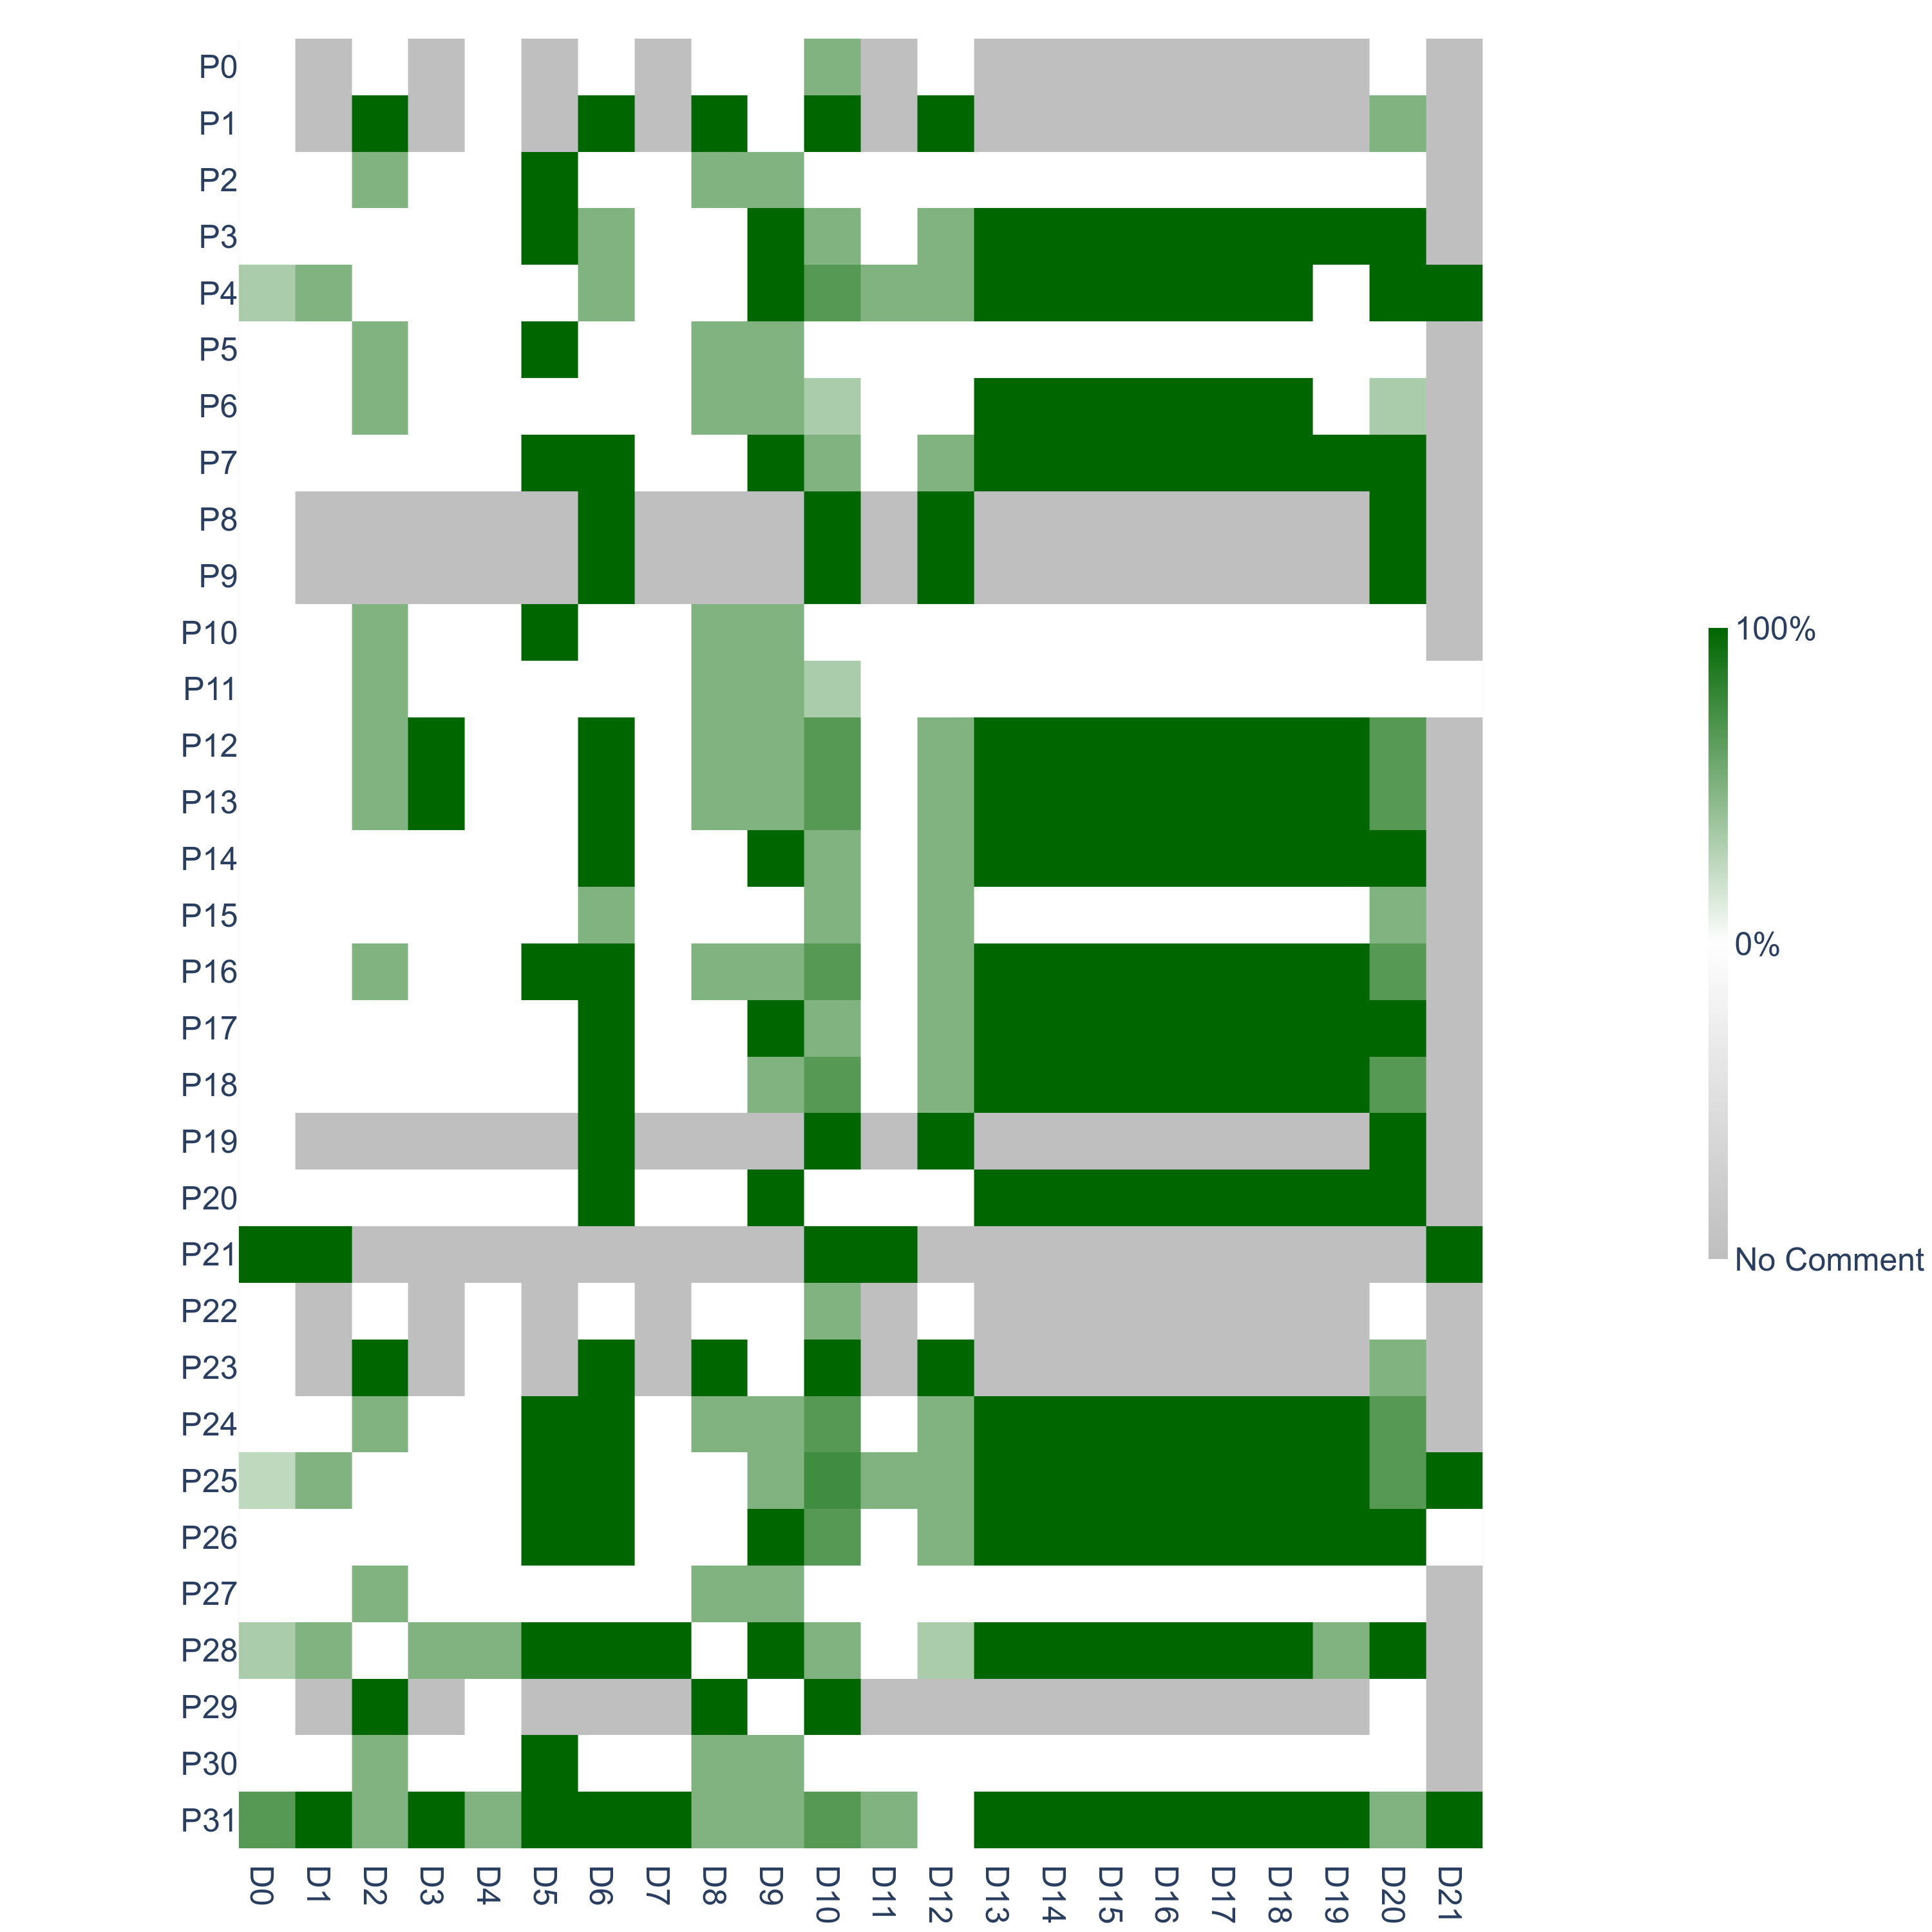 P0
P1
P2
P3
P4
P5
P6
P7
P8
P9
P10
P11
P12
P13
P14
P15
P16
P17
P18
P19
P20
P21
P22
P23
P24
P25
P26
P27
P28
P29
P30
P31
D0 D1 D2 D3 D4 D5 D6 D7 D8 D9 D10 D11 D12 D13 D14 D15 D16 D17 D18 D19 D20 D21
100%
0%
No Comment